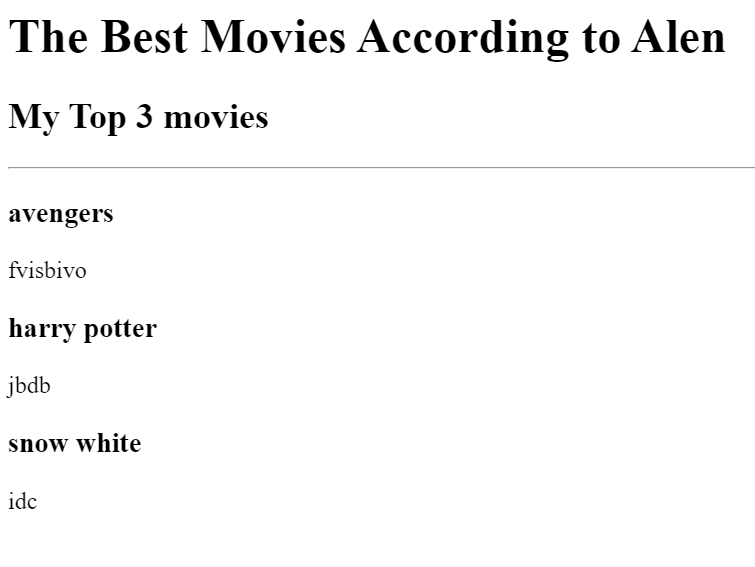 The Best Movies According to Alen
My Top 3 movies
avengers
fvisbivo
harry potter
jbdb
snow white
idc